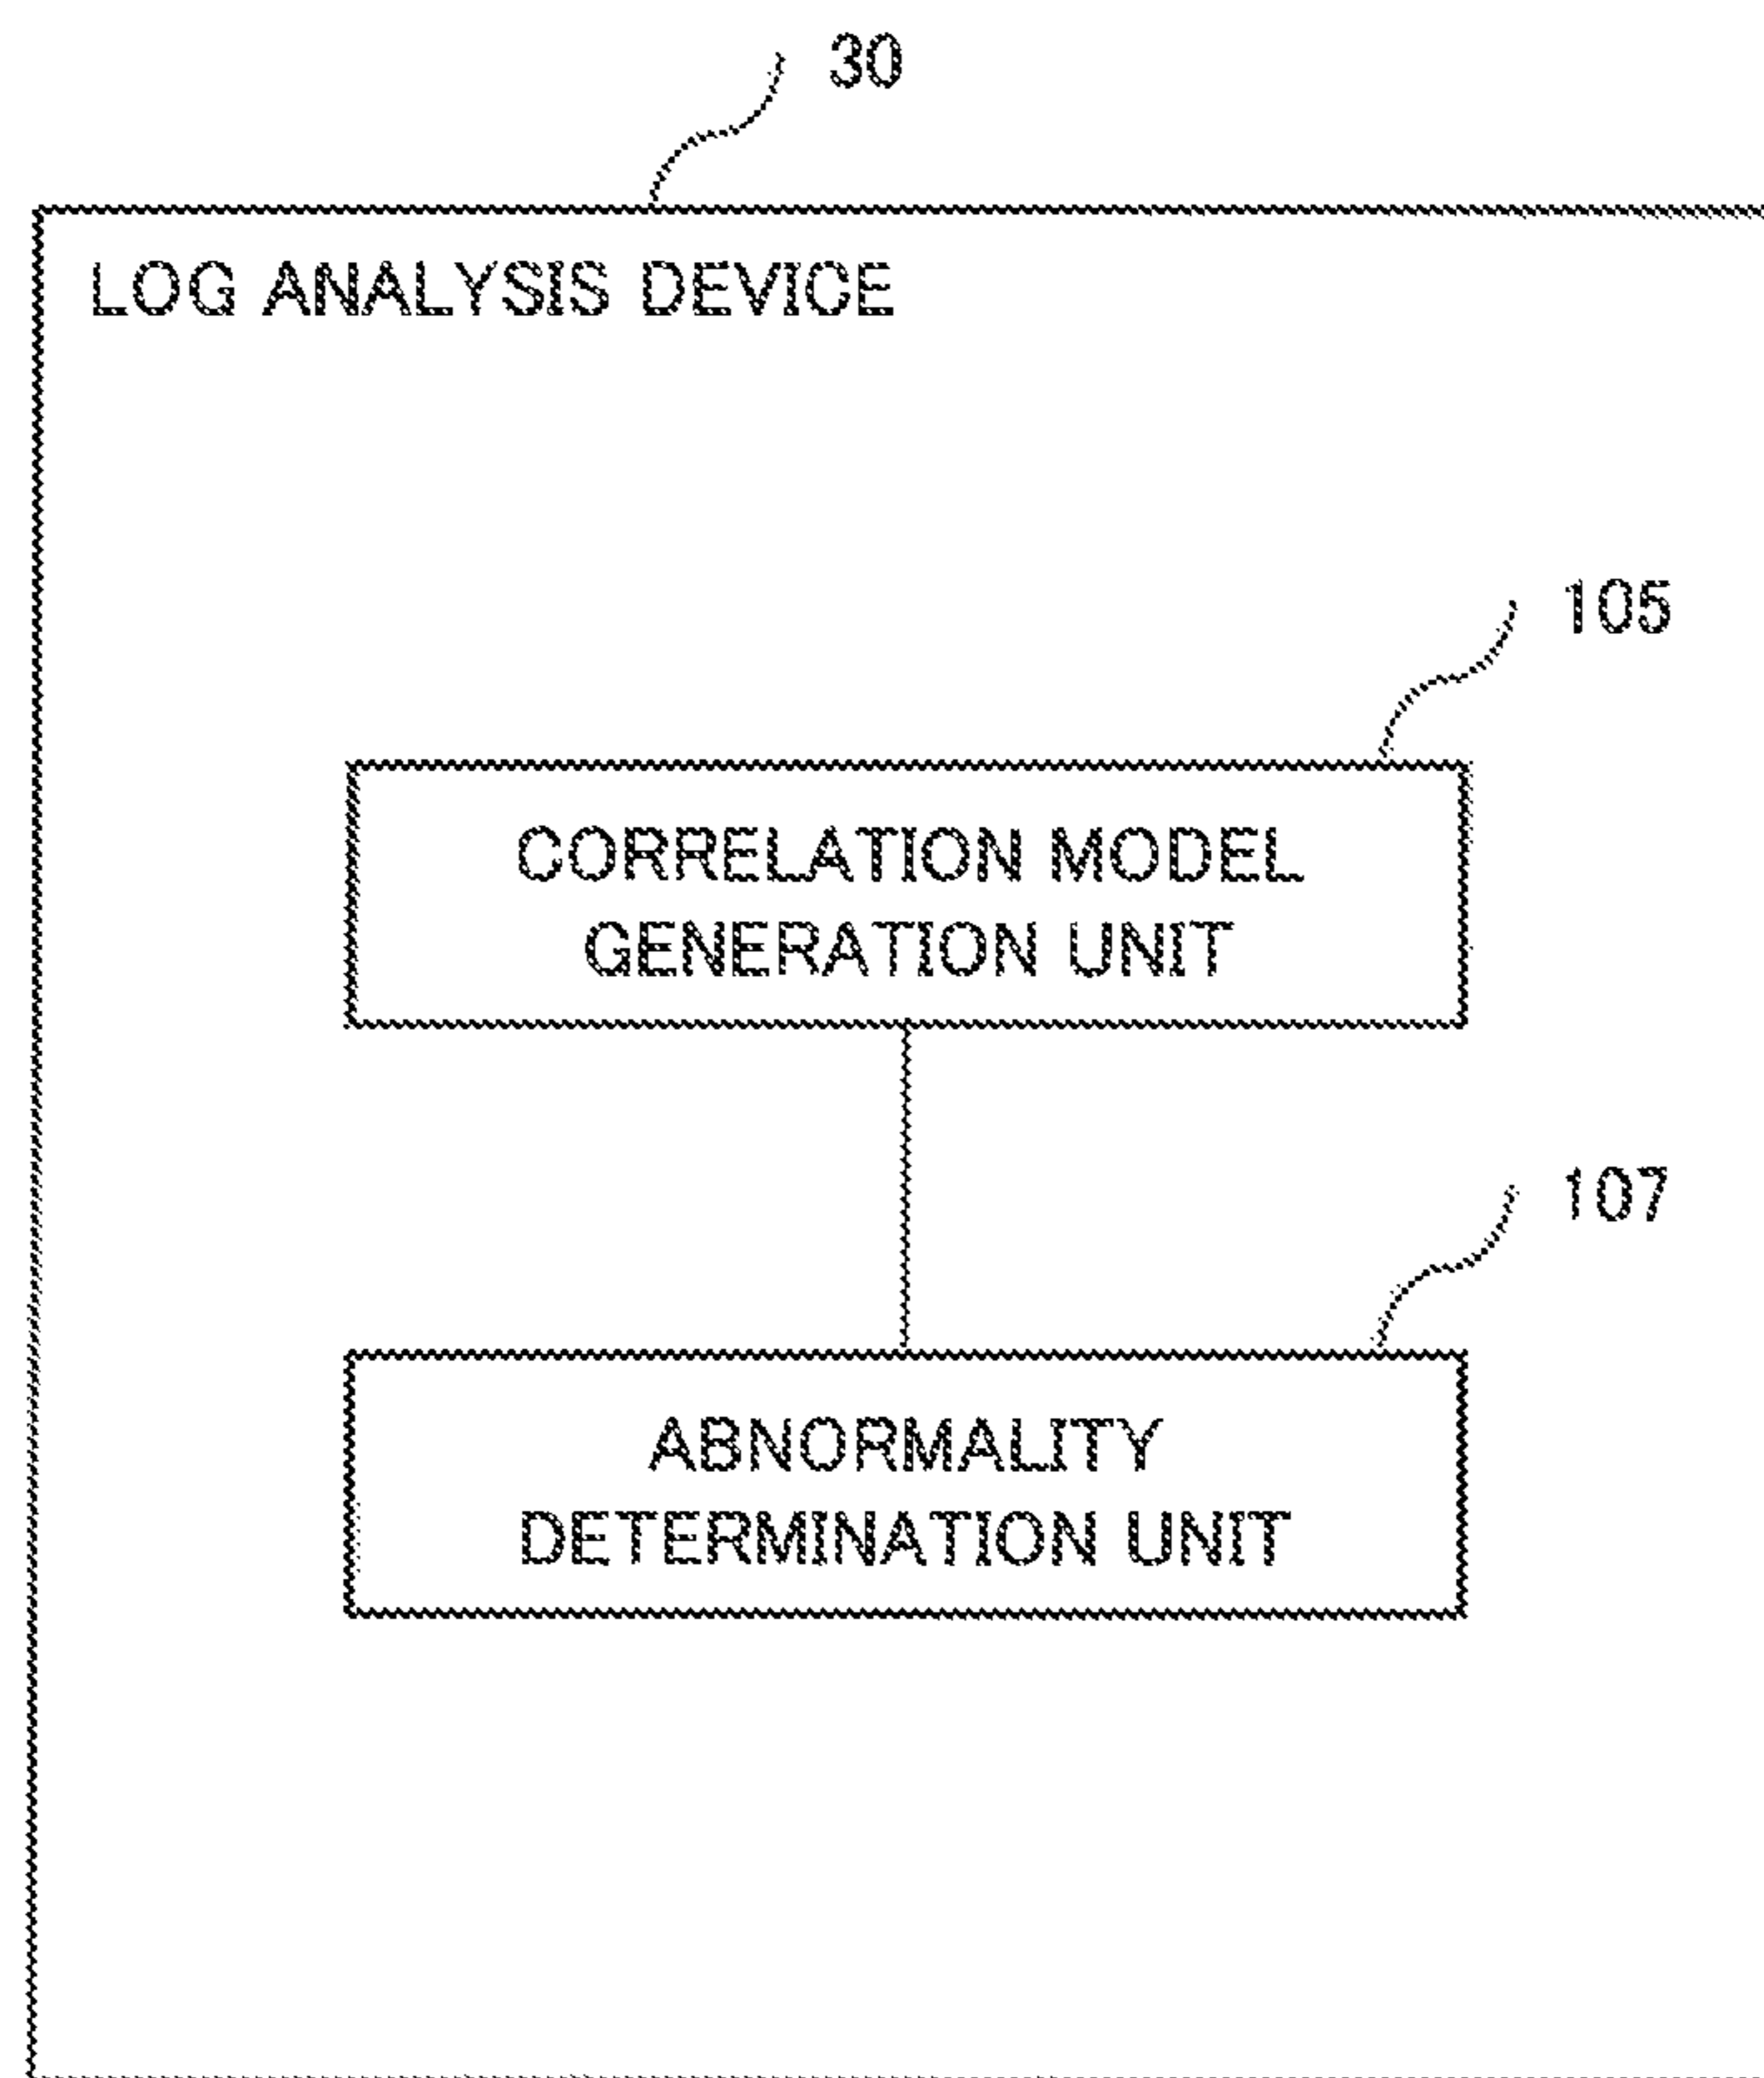 30
LOG ANALYSIS DEVICE
105
CORRELATION MODEL
GENERATION UNIT
107
ABNORMALITY
DETERMINATION UNIT